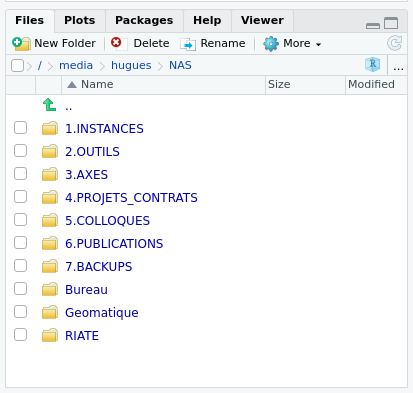 Files Plots Packages Help Viewer
New Folder Delete Rename More
/ media hugues NAS R ...
Name Size Modified
..
1.INSTANCES
2.OUTILS
3.AXES
4.PROJETS_CONTRATS
5.COLLOQUES
6.PUBLICATIONS
7.BACKUPS
Bureau
Geomatique
RIATE